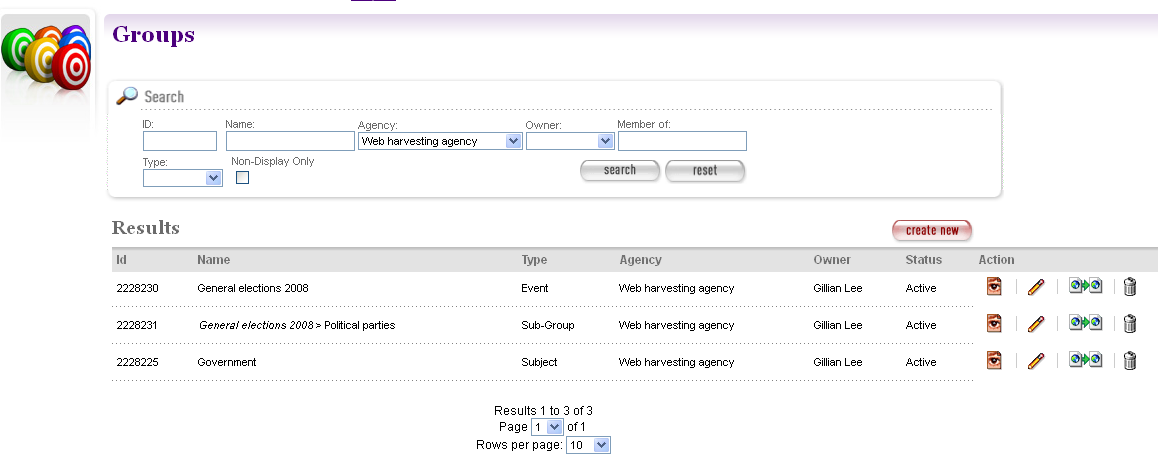 Groups
Search
ID: Name: Agency: Owner: Member of:
Web harvesting agency
Type: Non-Display Only
search reset
Results create new
Id Name Type Agency Owner Status Action
2228230 General elections 2008 Event Web harvesting agency Gillian Lee Active
2228231 General elections 2008 > Political parties Sub-Group Web harvesting agency Gillian Lee Active
2228225 Government Subject Web harvesting agency Gillian Lee Active
Results 1 to 3 of 3
Page 1 of 1
Rows per page: 10